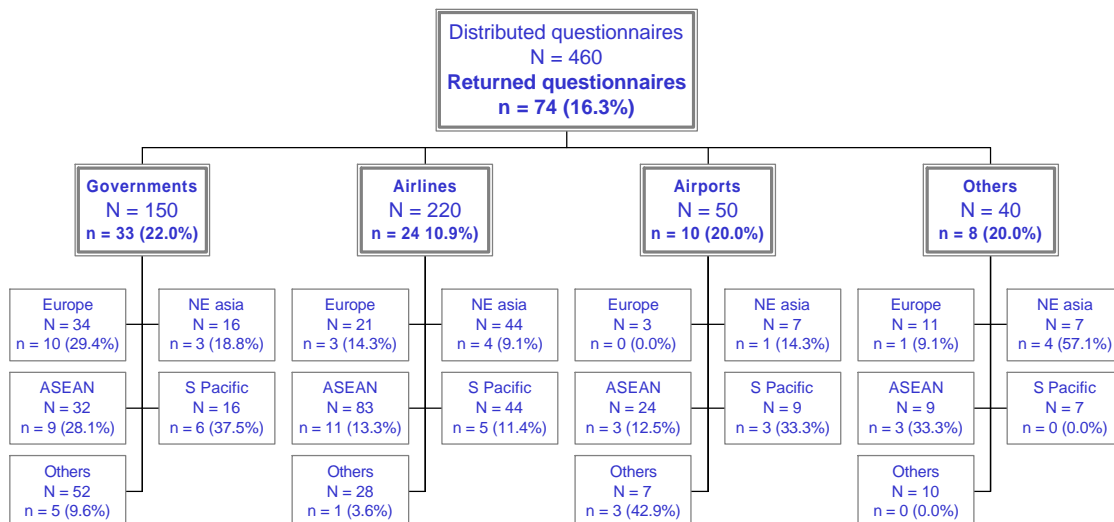 Distributed questionnaires
N = 460
Returned questionnaires
n = 74 (16.3%)
Governments
N = 150
n = 33 (22.0%)
Airlines
N = 220
n = 24 10.9%)
Airports
N = 50
n = 10 (20.0%)
Others
N = 40
n = 8 (20.0%)
Europe
N = 34
n = 10 (29.4%)
NE asia
N = 16
n = 3 (18.8%)
Europe
N = 21
n = 3 (14.3%)
NE asia
N = 44
n = 4 (9.1%)
Europe
N = 3
n = 0 (0.0%)
NE asia
N = 7
n = 1 (14.3%)
Europe
N = 11
n = 1 (9.1%)
NE asia
N = 7
n = 4 (57.1%)
ASEAN
N = 32
n = 9 (28.1%)
S Pacific
N = 16
n = 6 (37.5%)
ASEAN
N = 83
n = 11 (13.3%)
S Pacific
N = 44
n = 5 (11.4%)
ASEAN
N = 24
n = 3 (12.5%)
S Pacific
N = 9
n = 3 (33.3%)
ASEAN
N = 9
n = 3 (33.3%)
S Pacific
N = 7
n = 0 (0.0%)
Others
N = 52
n = 5 (9.6%)
Others
N = 28
n = 1 (3.6%)
Others
N = 7
n = 3 (42.9%)
Others
N = 10
n = 0 (0.0%)